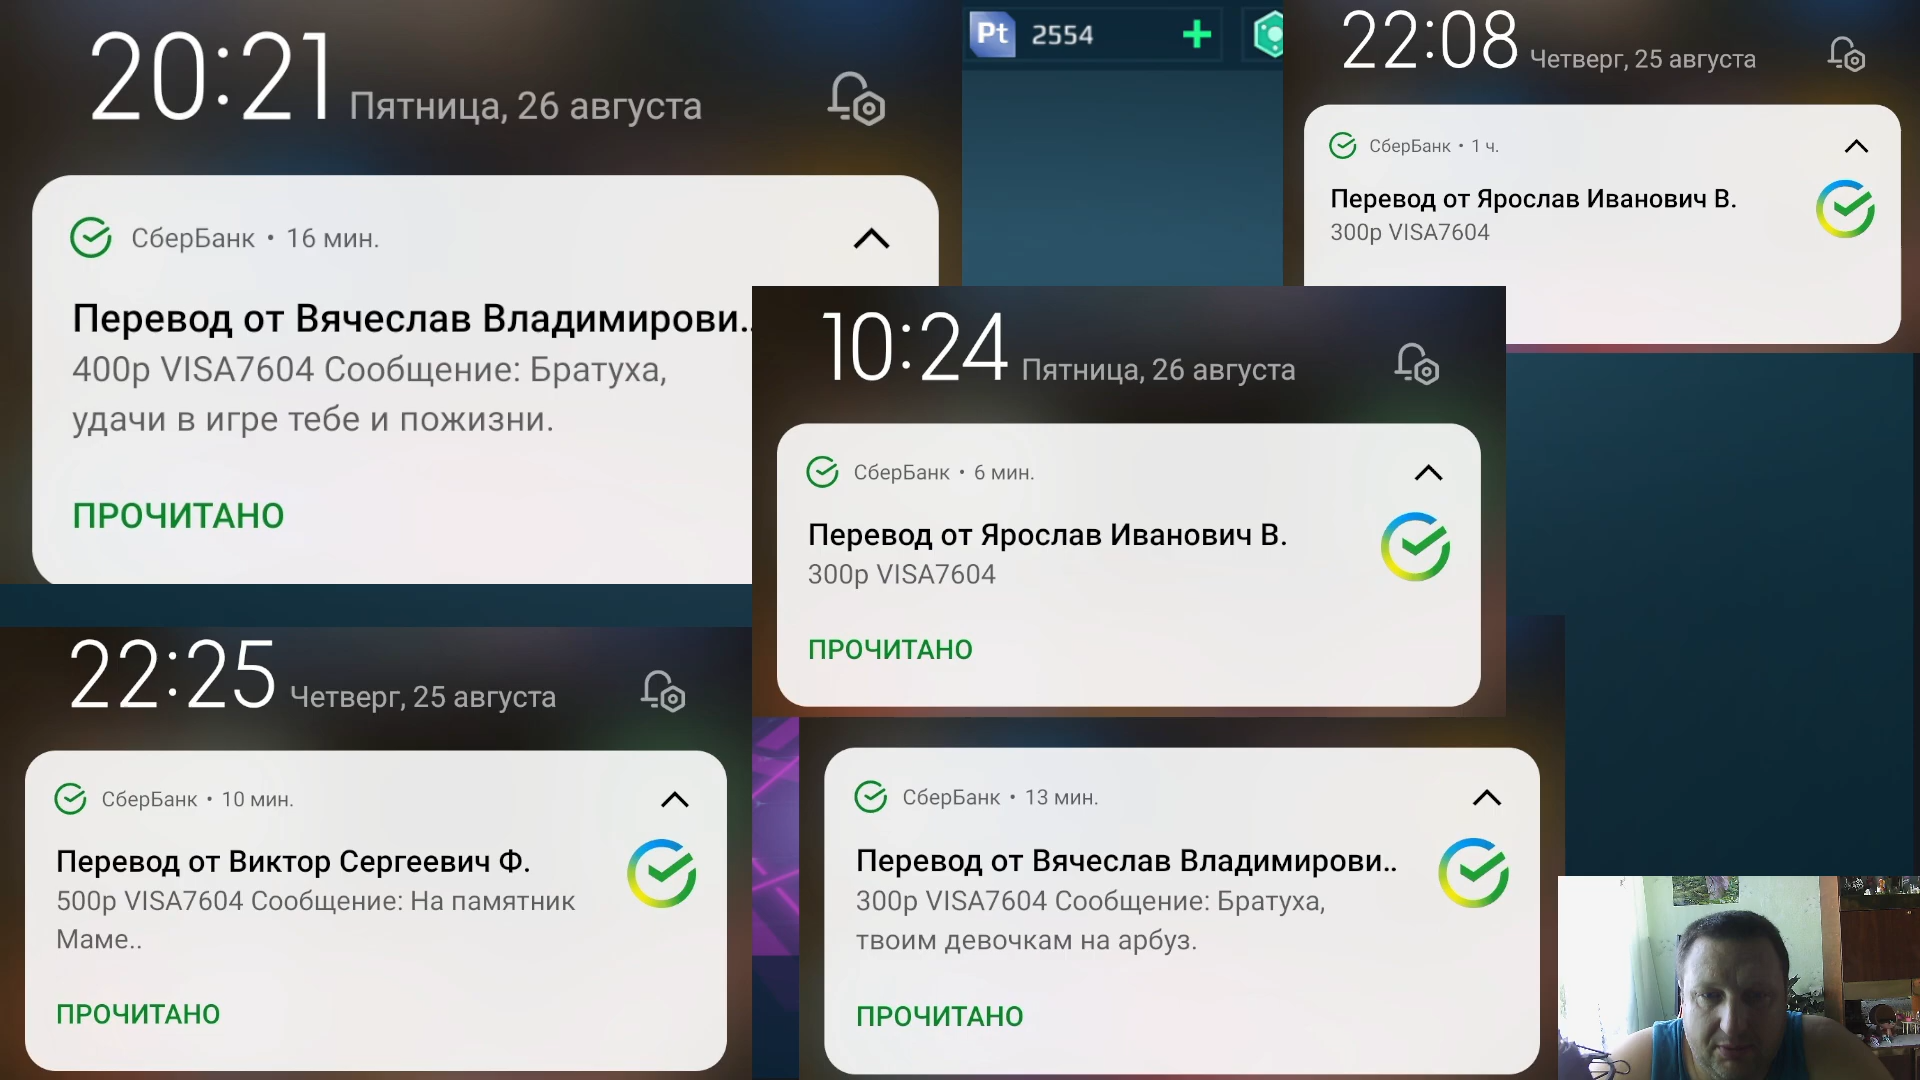 20:21 Пятница, 26 августа
СберБанк • 16 мин.
Перевод от Вячеслав Владимирови..
400р VISA7604 Сообщение: Братуха,
удачи в игре тебе и пожизни.
ПРОЧИТАНО
Pt 2554 +
22:08 Четверг, 25 августа
СберБанк • 1 ч.
Перевод от Ярослав Иванович В.
300р VISA7604
10:24 Пятница, 26 августа
СберБанк • 6 мин.
Перевод от Ярослав Иванович В.
300р VISA7604
ПРОЧИТАНО
22:25 Четверг, 25 августа
СберБанк • 10 мин.
Перевод от Виктор Сергеевич Ф.
500р VISA7604 Сообщение: На памятник
Маме..
ПРОЧИТАНО
СберБанк • 13 мин.
Перевод от Вячеслав Владимирови..
300р VISA7604 Сообщение: Братуха,
твоим девочкам на арбуз.
ПРОЧИТАНО